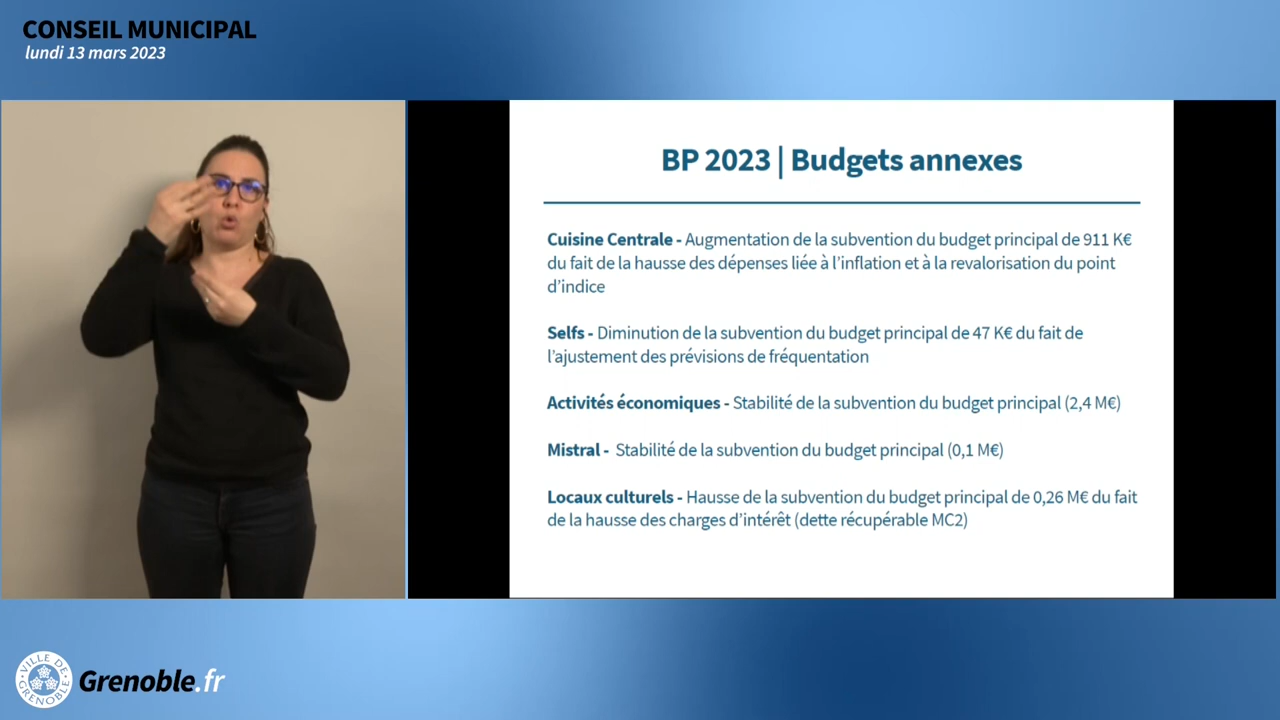 CONSEIL MUNICIPAL
lundi 13 mars 2023
BP 2023 | Budgets annexes
Cuisine Centrale - Augmentation de la subvention du budget principal de 911 K€
du fait de la hausse des dépenses liée à l'inflation et à la revalorisation du point
d'indice
Selfs - Diminution de la subvention du budget principal de 47 K€ du fait de
l'ajustement des prévisions de fréquentation
Activités économiques - Stabilité de la subvention du budget principal (2,4 M€)
Mistral - Stabilité de la subvention du budget principal (0,1 M€)
Locaux culturels - Hausse de la subvention du budget principal de 0,26 M€ du fait
de la hausse des charges d'intérêt (dette récupérable MC2)
VILLE DE
GRENOBLE
Grenoble.fr